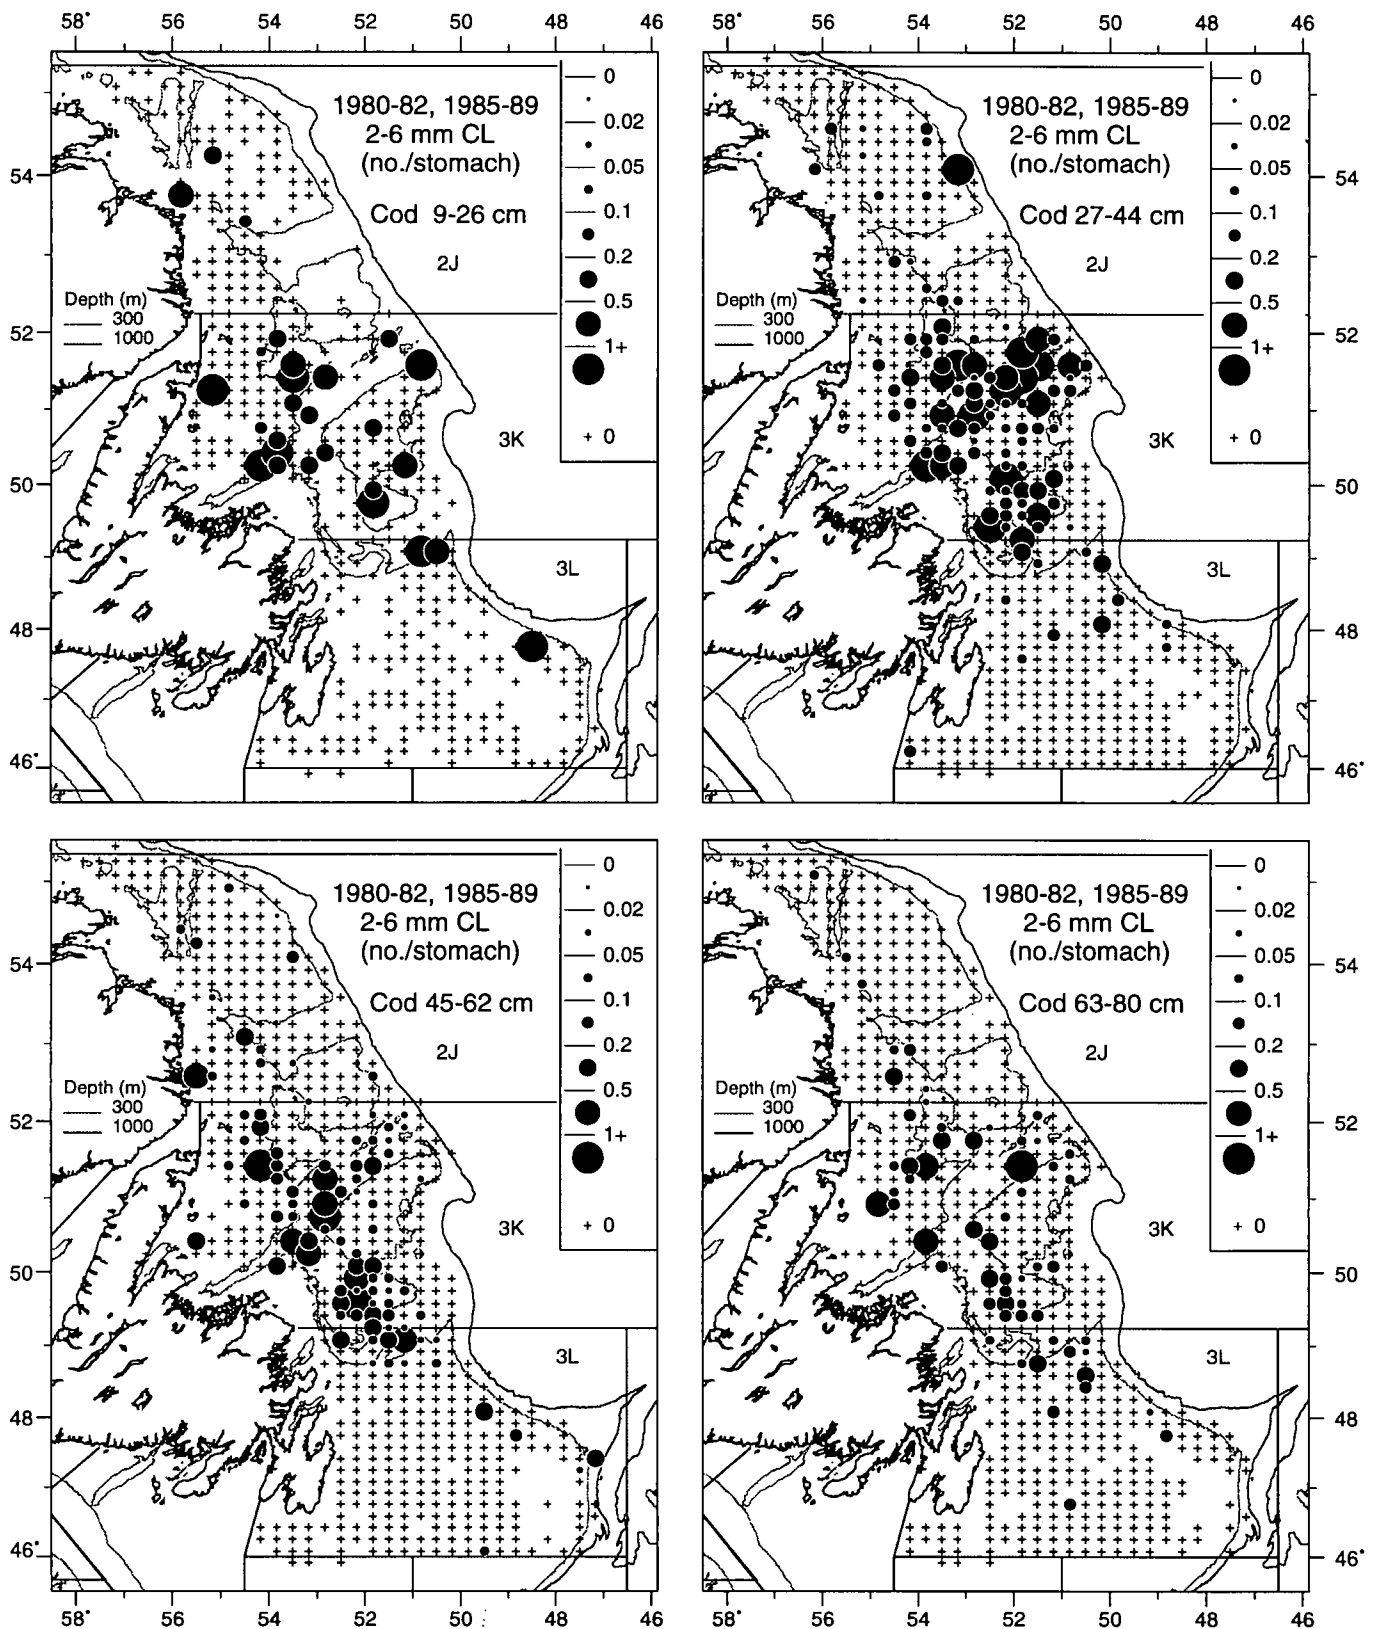 58° 56 54 52 50 48 46
58° 56 54 52 50 48 46
1980-82, 1985-89
2-6 mm CL
(no./stomach)
Cod 9-26 cm
2J
3K
3L
Depth (m)
300
1000
0
0.02
0.05
0.1
0.2
0.5
1+
+ 0
54
52
50
48
46°
1980-82, 1985-89
2-6 mm CL
(no./stomach)
Cod 27-44 cm
2J
3K
3L
Depth (m)
300
1000
0
0.02
0.05
0.1
0.2
0.5
1+
+ 0
54
52
50
48
46°
1980-82, 1985-89
2-6 mm CL
(no./stomach)
Cod 45-62 cm
2J
3K
3L
Depth (m)
300
1000
0
0.02
0.05
0.1
0.2
0.5
1+
+ 0
54
52
50
48
46°
1980-82, 1985-89
2-6 mm CL
(no./stomach)
Cod 63-80 cm
2J
3K
3L
Depth (m)
300
1000
0
0.02
0.05
0.1
0.2
0.5
1+
+ 0
54
52
50
48
46°
58° 56 54 52 50 48 46
58° 56 54 52 50 48 46